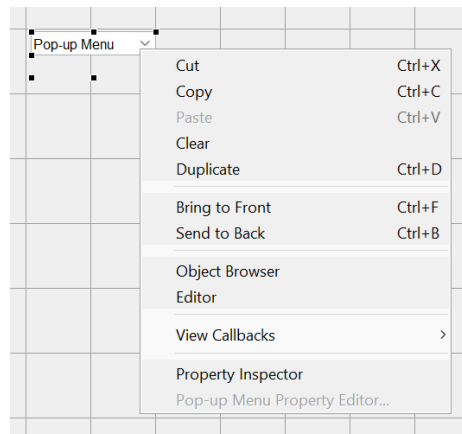 Pop-up Menu
Cut Ctrl+X
Copy Ctrl+C
Paste Ctrl+V
Clear
Duplicate Ctrl+D
Bring to Front Ctrl+F
Send to Back Ctrl+B
Object Browser
Editor
View Callbacks
Property Inspector
Pop-up Menu Property Editor...